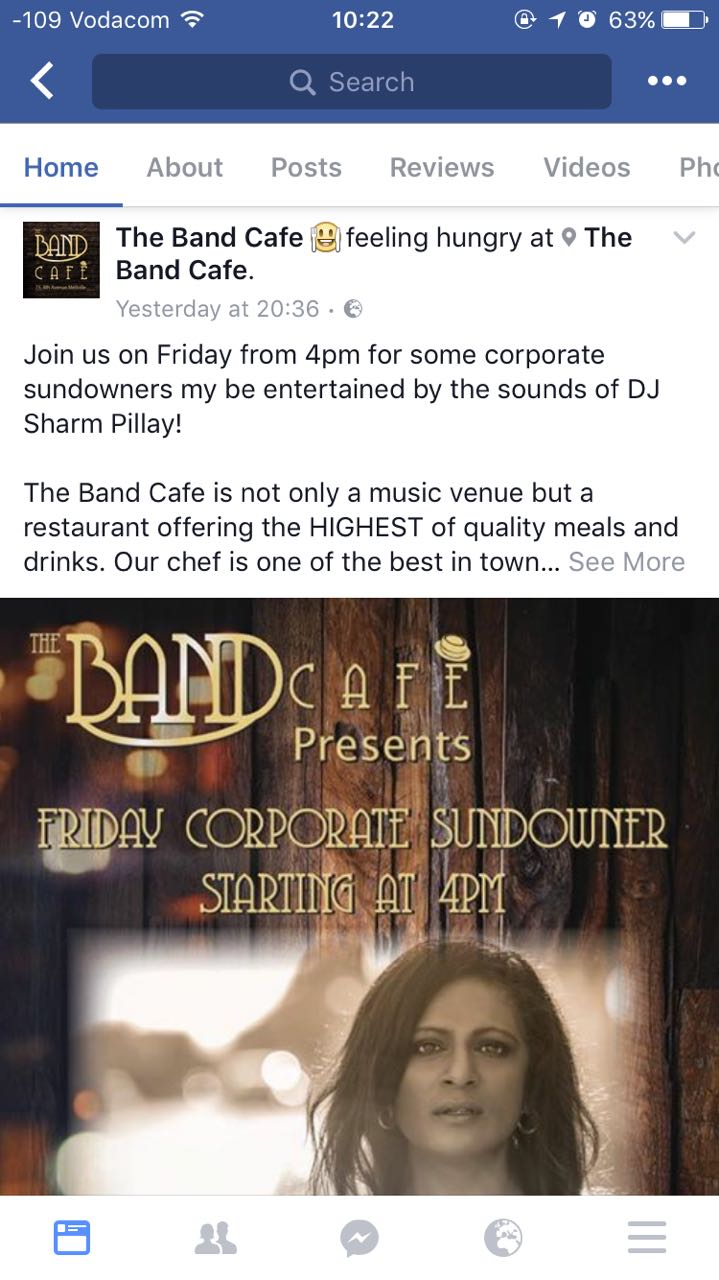 -109 Vodacom 10:22 63%
Search
Home About Posts Reviews Videos Pho
THE BAND CAFÉ
The Band Cafe feeling hungry at The
Band Cafe.
Yesterday at 20:36 ·
Join us on Friday from 4pm for some corporate
sundowners my be entertained by the sounds of DJ
Sharm Pillay!
The Band Cafe is not only a music venue but a
restaurant offering the HIGHEST of quality meals and
drinks. Our chef is one of the best in town... See More
THE BAND CAFE
Presents
FRIDAY CORPORATE SUNDOWNER
STARTING AT 4PM